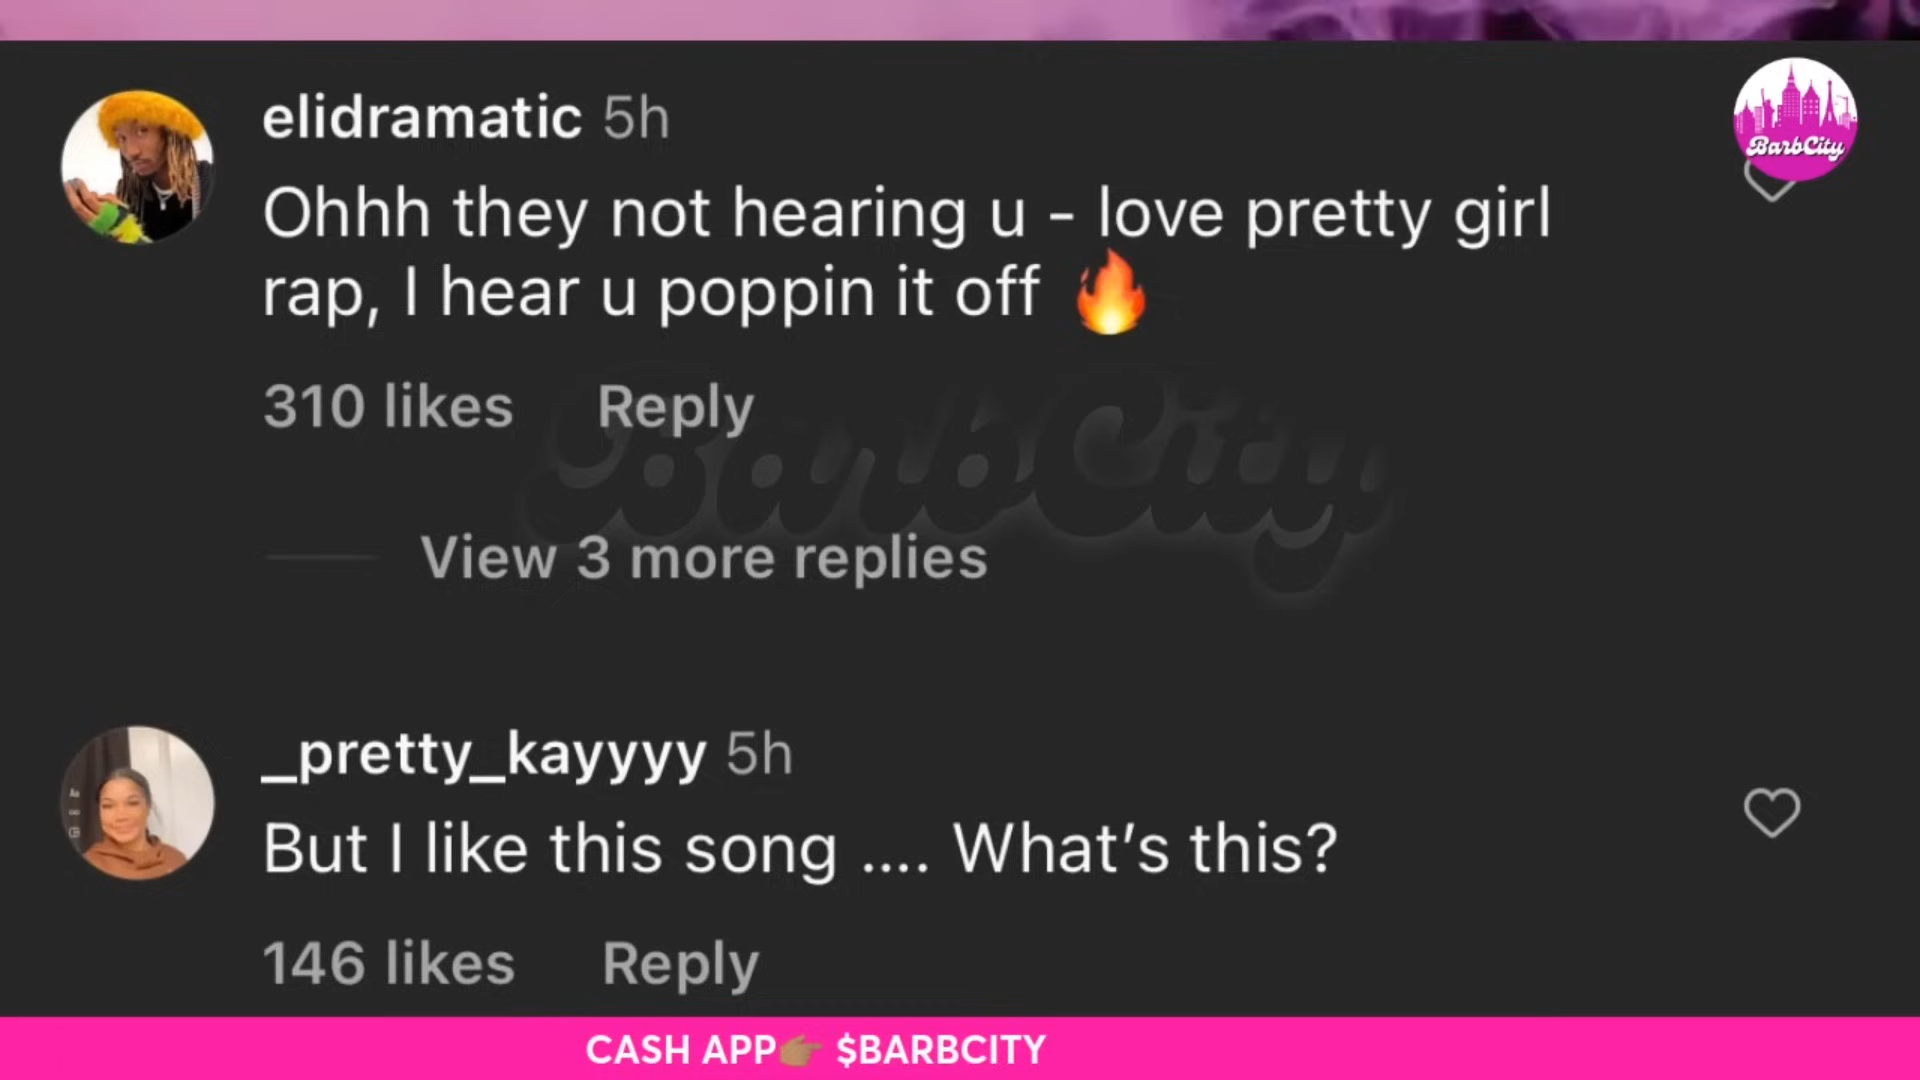 elidramatic 5h
BarbCity
Ohhh they not hearing u - love pretty girl
rap, I hear u poppin it off 🔥
310 likes Reply
BarbCity
View 3 more replies
_pretty_kayyyy 5h
But I like this song .... What's this?
146 likes Reply
CASH APP👉🏽 $BARBCITY